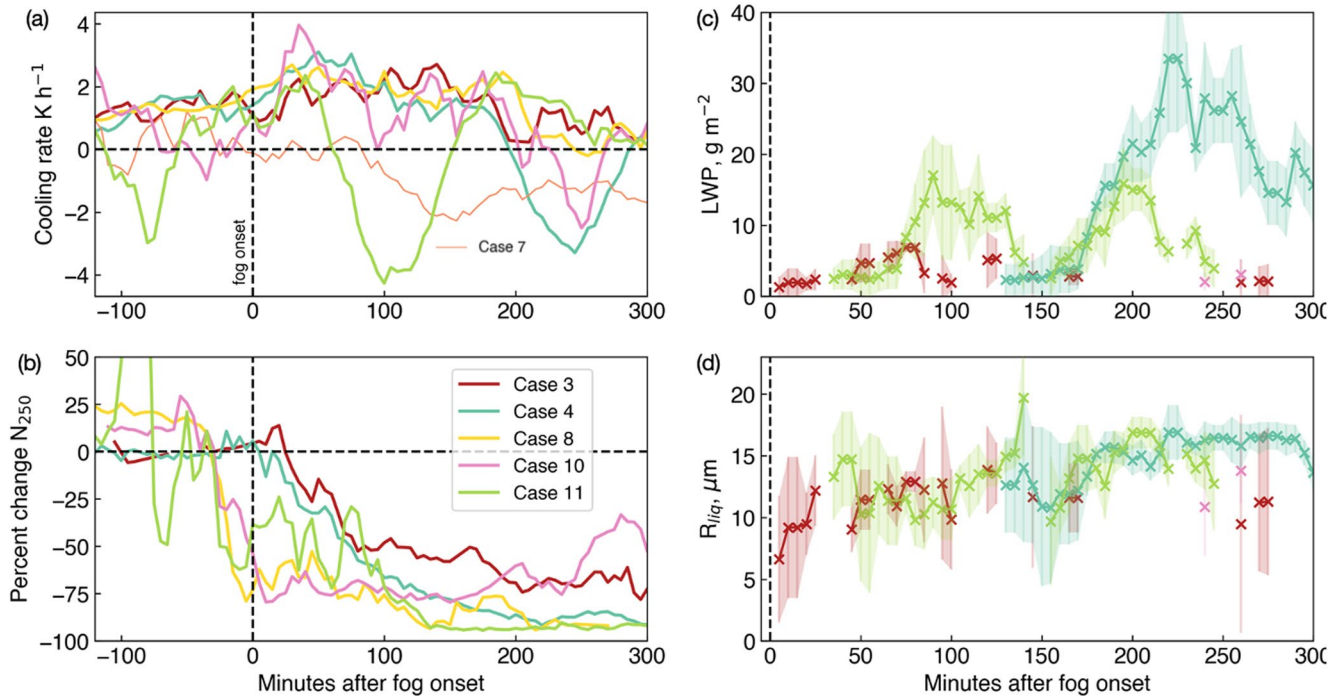 (a)
Cooling rate K h⁻¹
4
2
0
−2
−4
fog onset
Case 7
−100
0
100
200
300
(b)
Percent change N₂₅₀
50
25
0
−25
−50
−75
−100
Case 3
Case 4
Case 8
Case 10
Case 11
−100
0
100
200
300
Minutes after fog onset
(c)
LWP, g m⁻²
40
30
20
10
0
0
50
100
150
200
250
300
(d)
R_liq, μm
20
15
10
5
0
0
50
100
150
200
250
300
Minutes after fog onset